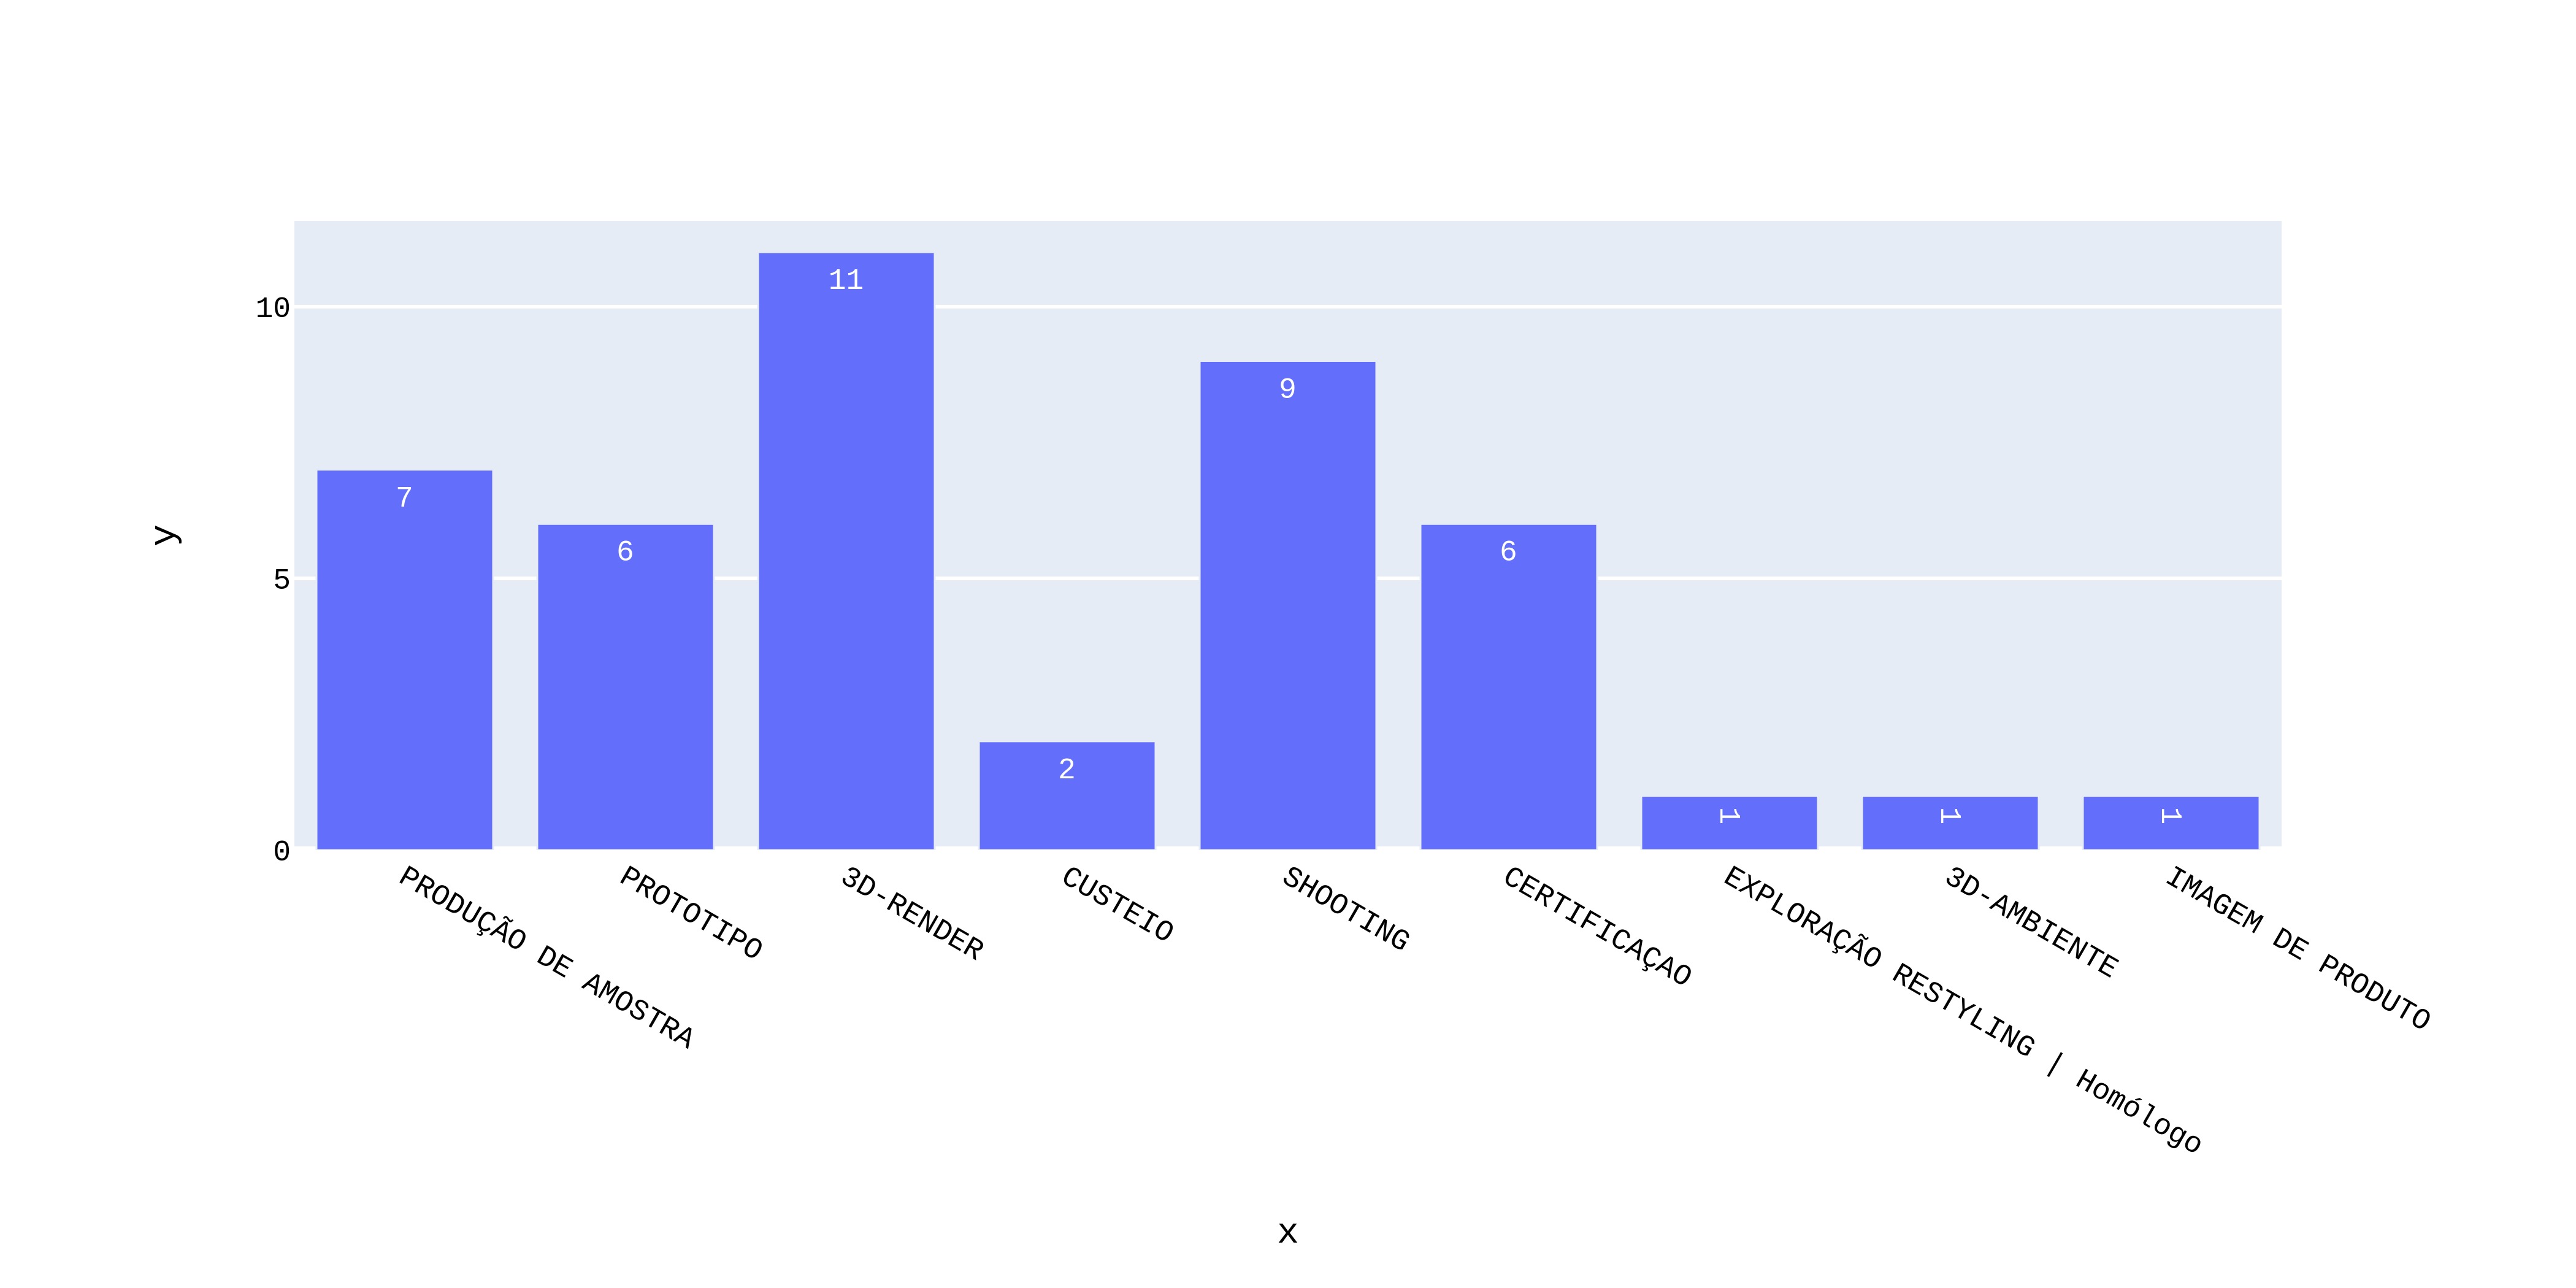 11
10
9
7
6
6
y
5
2
1
1
1
0
PRODUÇÃO DE AMOSTRA
PROTOTIPO
3D-RENDER
CUSTEIO
SHOOTING
CERTIFICAÇAO
EXPLORAÇÃO RESTYLING | Homólogo
3D-AMBIENTE
IMAGEM DE PRODUTO
x